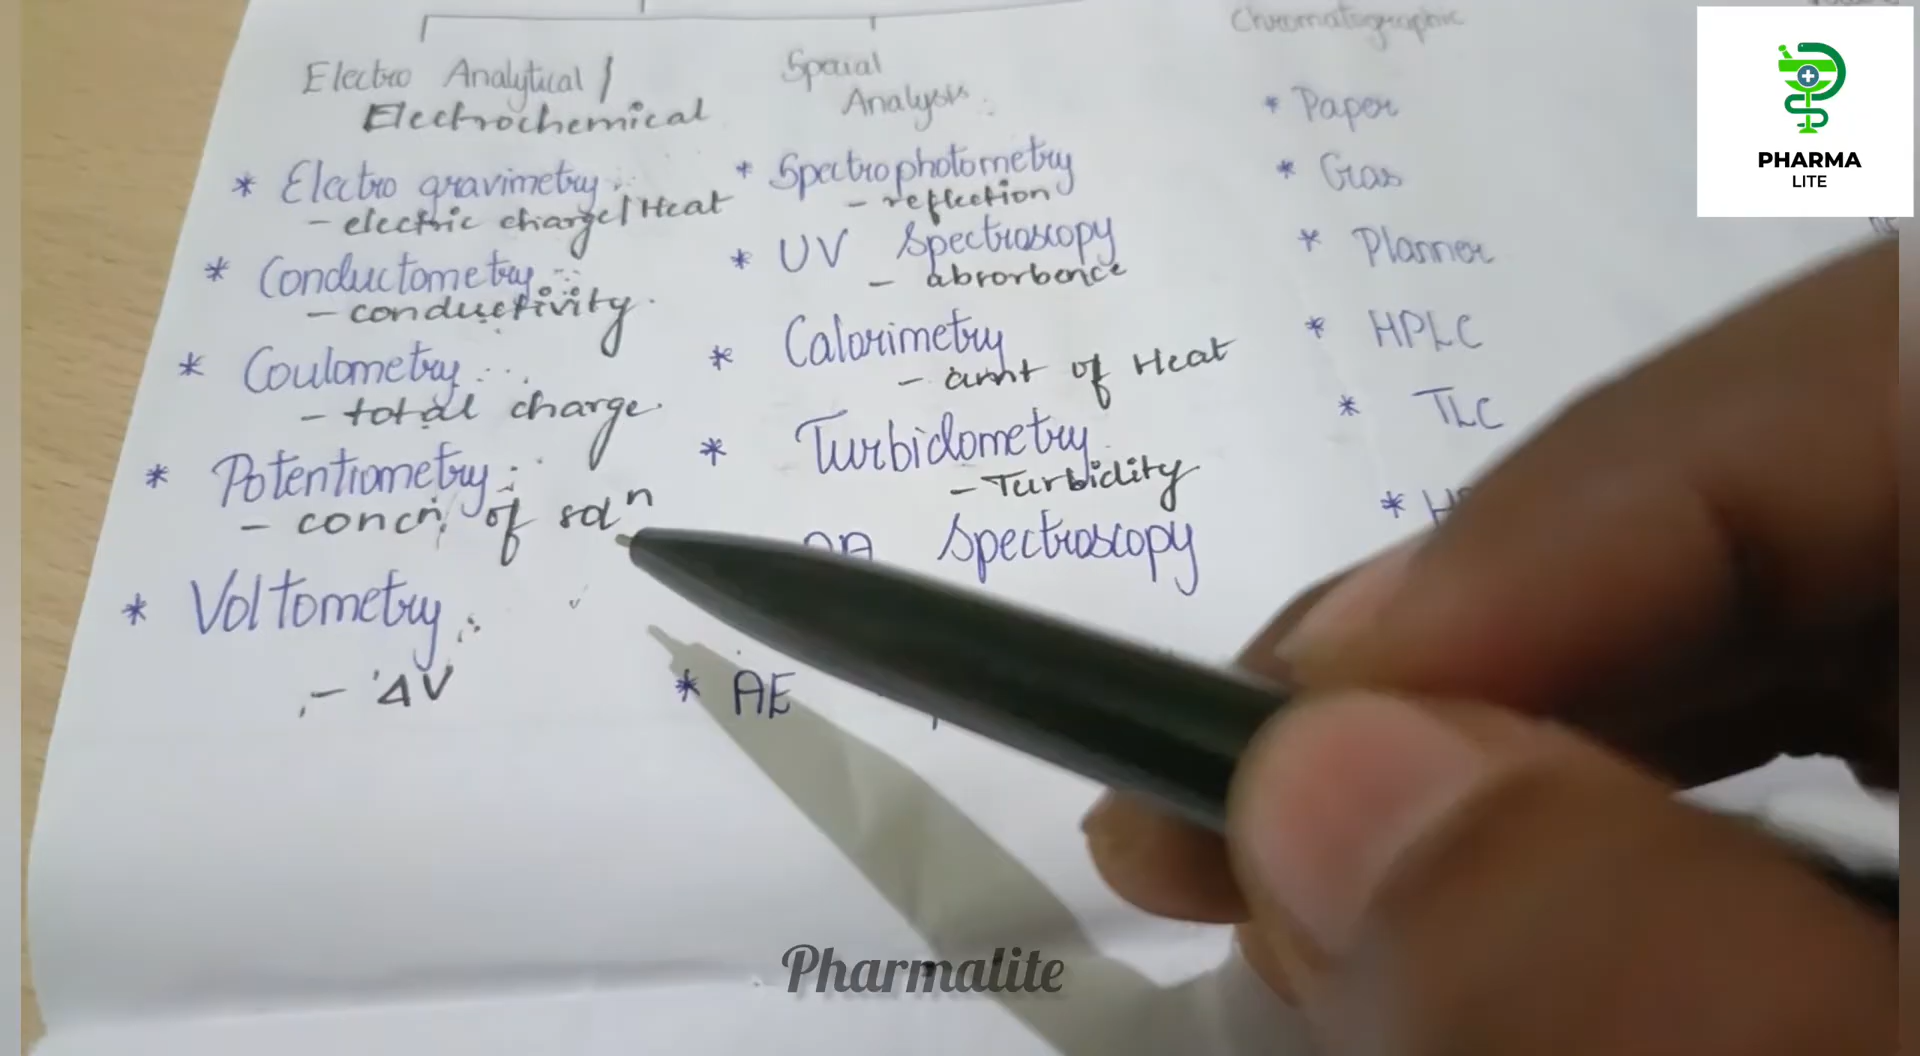 Electro Analytical /
Electrochemical
* Electro gravimetry
- electric charge/Heat
* Conductometry
- conductivity
* Coulometry
- total charge
* Potentiometry
- concn of soln
* Voltometry
- ΔV
Special
Analysis
* Spectrophotometry
- reflection
* UV Spectroscopy
- abrorbence
* Calorimetry
- amt of Heat
* Turbidometry
- Turbidity
Spectroscopy
* AE
Chromatographic
* Paper
* Gas
* Planner
* HPLC
* TLC
PHARMA
LITE
Pharmalite